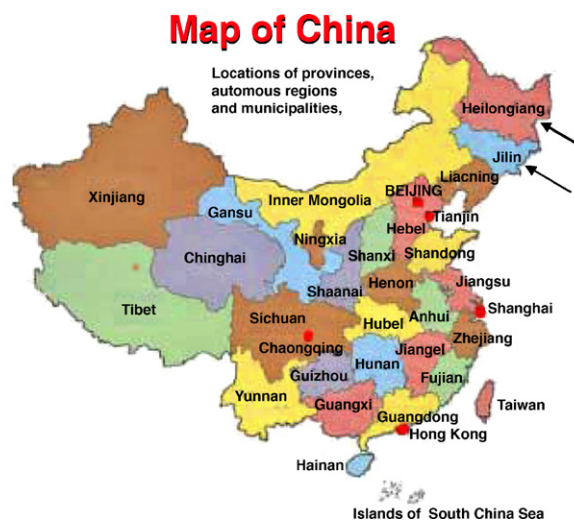 Map of China
Locations of provinces,
automous regions
and municipalities,
Heilongiang
Jilin
Liacning
Xinjiang
BEIJING
Inner Mongolia
Gansu
Tianjin
Hebel
Ningxia
Chinghai
Shanxi
Shandong
Jiangsu
Shaanai
Henon
Tibet
Shanghai
Anhui
Sichuan
Hubel
Zhejiang
Chaongqing
Hunan
Jiangel
Guizhou
Fujian
Yunnan
Guangxi
Taiwan
Guangdong
Hong Kong
Hainan
Islands of South China Sea